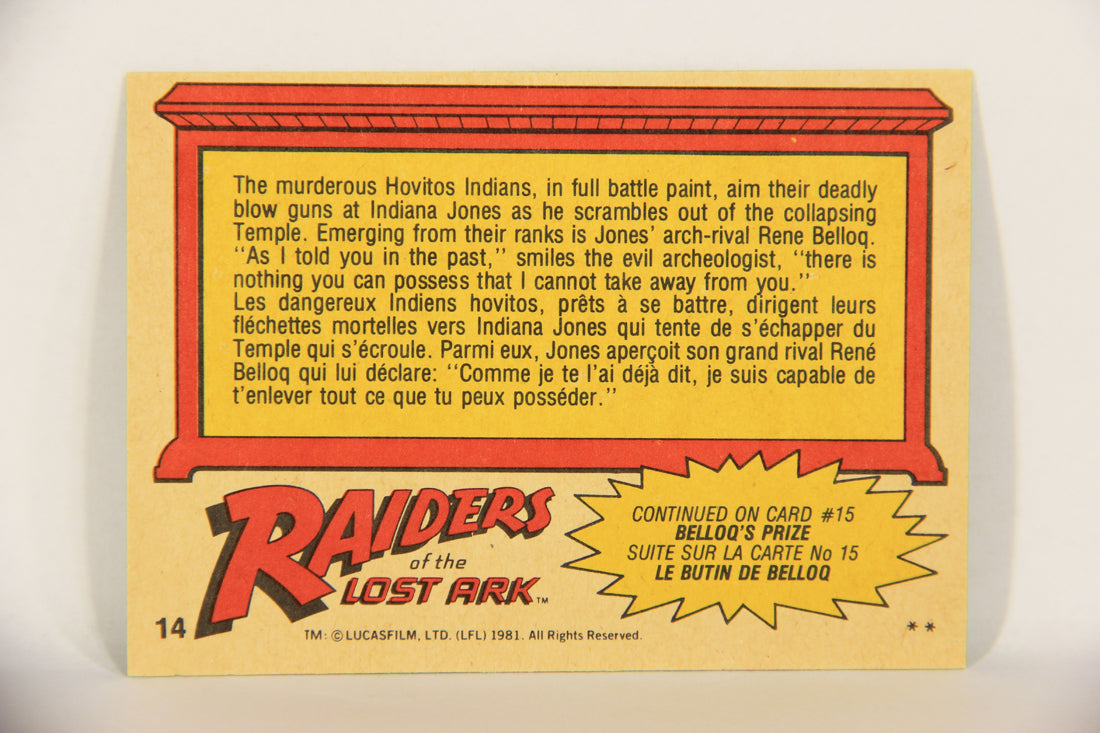 The murderous Hovitos Indians, in full battle paint, aim their deadly
blow guns at Indiana Jones as he scrambles out of the collapsing
Temple. Emerging from their ranks is Jones' arch-rival Rene Belloq.
"As I told you in the past," smiles the evil archeologist, "there is
nothing you can possess that I cannot take away from you."
Les dangereux Indiens hovitos, prêts à se battre, dirigent leurs
fléchettes mortelles vers Indiana Jones qui tente de s'échapper du
Temple qui s'écroule. Parmi eux, Jones aperçoit son grand rival René
Belloq qui lui déclare: "Comme je te l'ai déjà dit, je suis capable de
t'enlever tout ce que tu peux posséder."
RAIDERS
of the
LOST ARK™
CONTINUED ON CARD #15
BELLOQ'S PRIZE
SUITE SUR LA CARTE No 15
LE BUTIN DE BELLOQ
14
TM: © LUCASFILM, LTD. (LFL) 1981. All Rights Reserved.
**